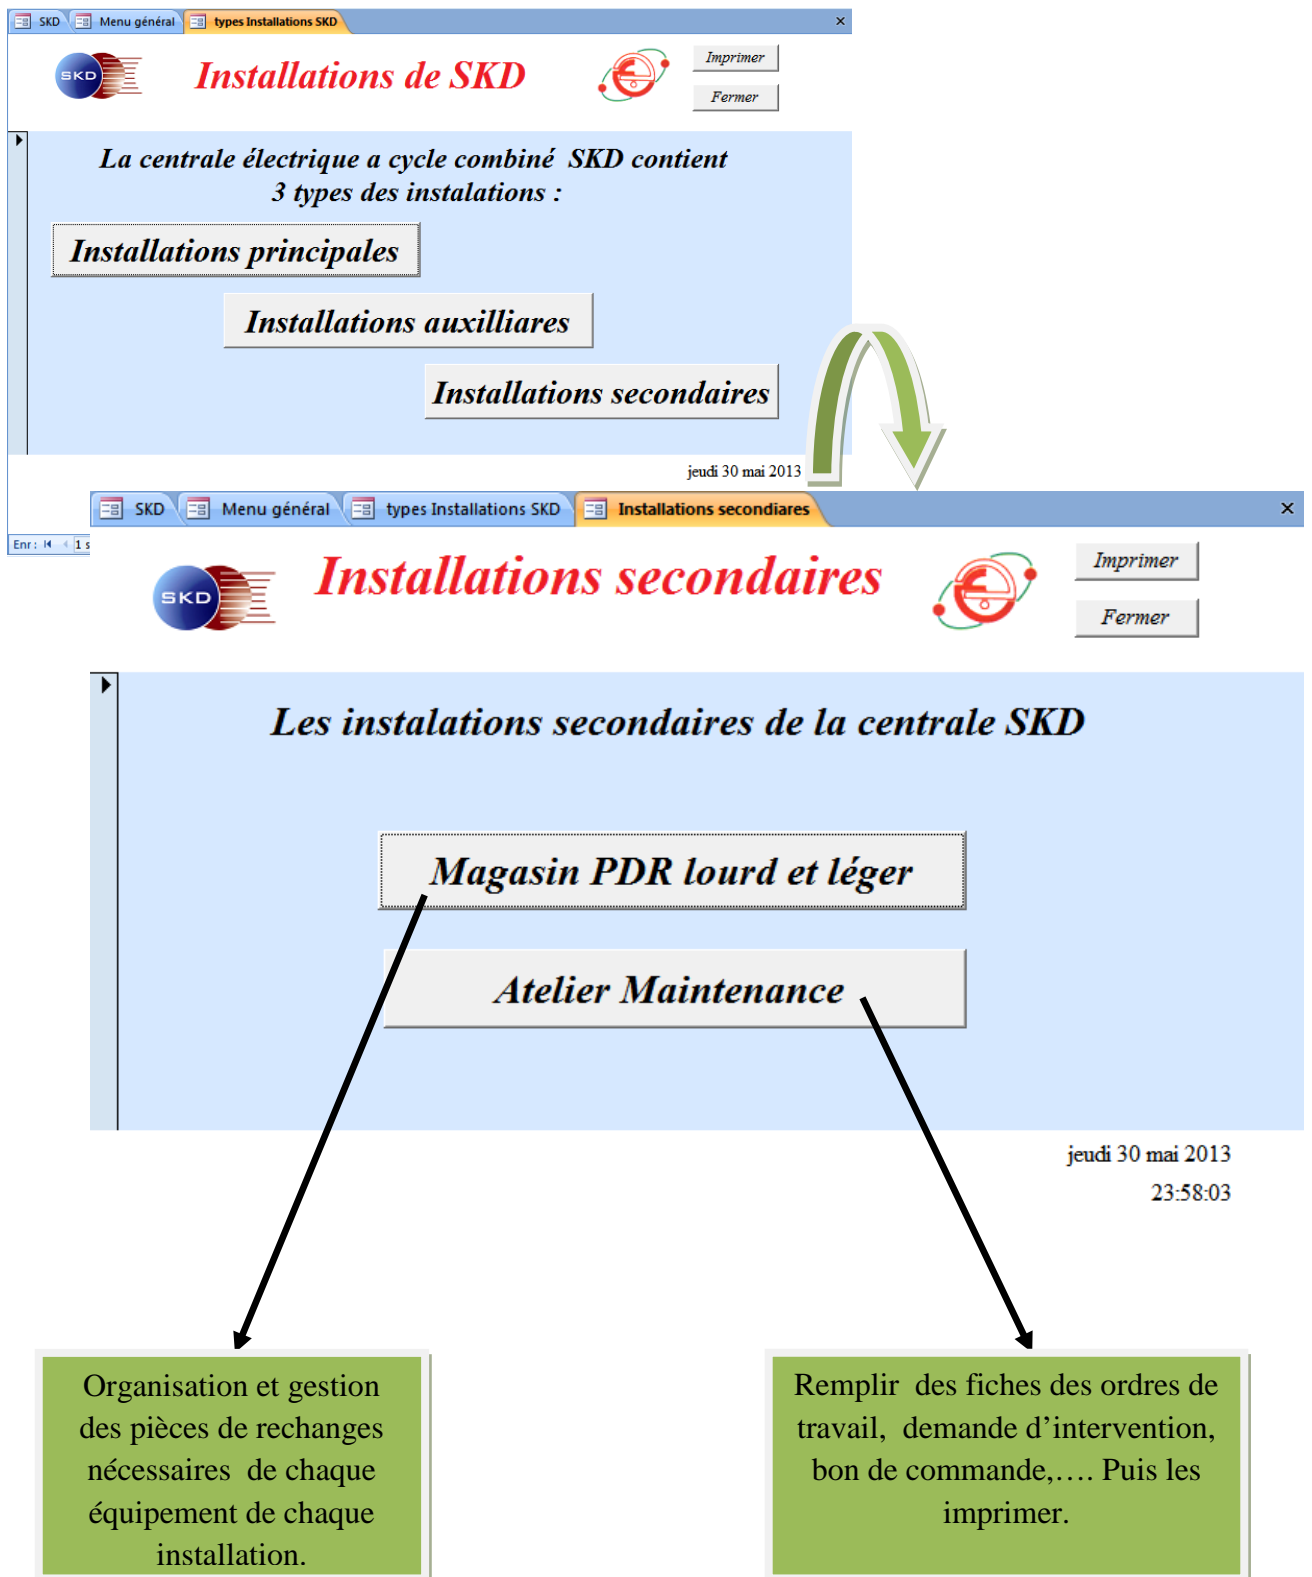 SKD Menu général types Installations SKD
SKD Installations de SKD Imprimer
Fermer
La centrale électrique a cycle combiné SKD contient
3 types des instalations :
Installations principales
Installations auxilliares
Installations secondaires
jeudi 30 mai 2013
Enr : 1 s
SKD Menu général types Installations SKD Installations secondiares
SKD Installations secondaires Imprimer
Fermer
Les instalations secondaires de la centrale SKD
Magasin PDR lourd et léger
Atelier Maintenance
jeudi 30 mai 2013
23:58:03
Organisation et gestion
des pièces de rechanges
nécessaires de chaque
équipement de chaque
installation.
Remplir des fiches des ordres de
travail, demande d’intervention,
bon de commande,…. Puis les
imprimer.